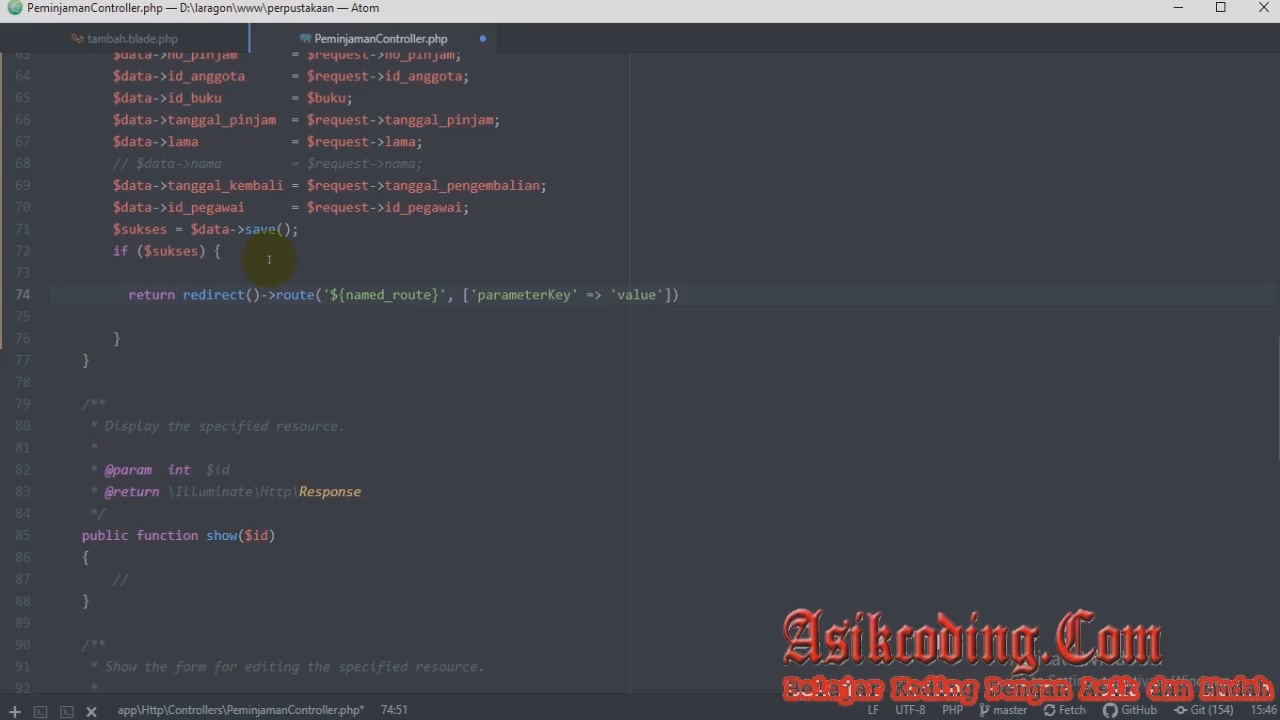 PeminjamanController.php — D:\laragon\www\perpustakaan — Atom
tambah.blade.php PeminjamanController.php
63 $data->no_pinjam = $request->no_pinjam;
64 $data->id_anggota = $request->id_anggota;
65 $data->id_buku = $buku;
66 $data->tanggal_pinjam = $request->tanggal_pinjam;
67 $data->lama = $request->lama;
68 // $data->nama = $request->nama;
69 $data->tanggal_kembali = $request->tanggal_pengembalian;
70 $data->id_pegawai = $request->id_pegawai;
71 $sukses = $data->save();
72 if ($sukses) {
73
74 return redirect()->route('${named_route}', ['parameterKey' => 'value'])
75
76 }
77 }
78
79 /**
80 * Display the specified resource.
81 *
82 * @param int $id
83 * @return \Illuminate\Http\Response
84 */
85 public function show($id)
86 {
87 //
88 }
89
90 /**
91 * Show the form for editing the specified resource.
92 *
Asikcoding.Com
Belajar Koding Dengan Asik dan Mudah
app\Http\Controllers\PeminjamanController.php* 74:51 LF UTF-8 PHP master Fetch GitHub Git (154) 15:46